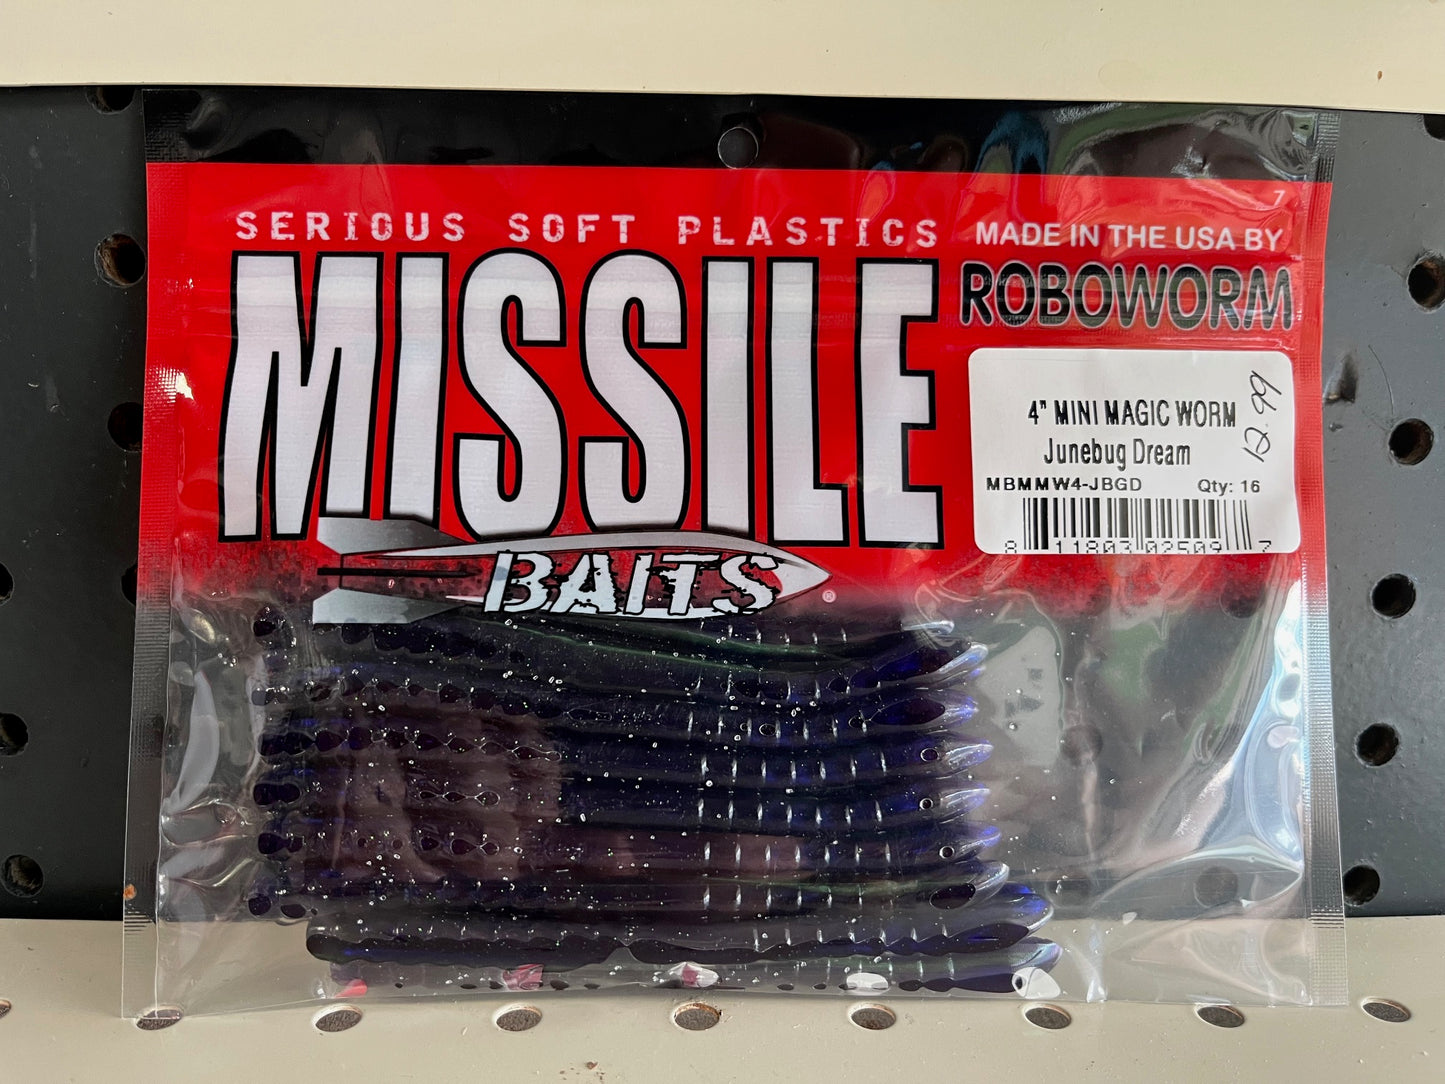 7
SERIOUS SOFT PLASTICS
MADE IN THE USA BY
MISSILE
ROBOWORM
BAITS
®
4" MINI MAGIC WORM
Junebug Dream
12.99
MBMMW4-JBGD Qty: 16
8 11803 02509 7